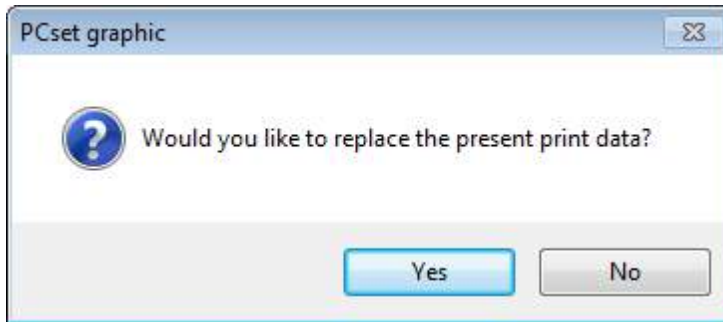 PCset graphic
Would you like to replace the present print data?
Yes
No